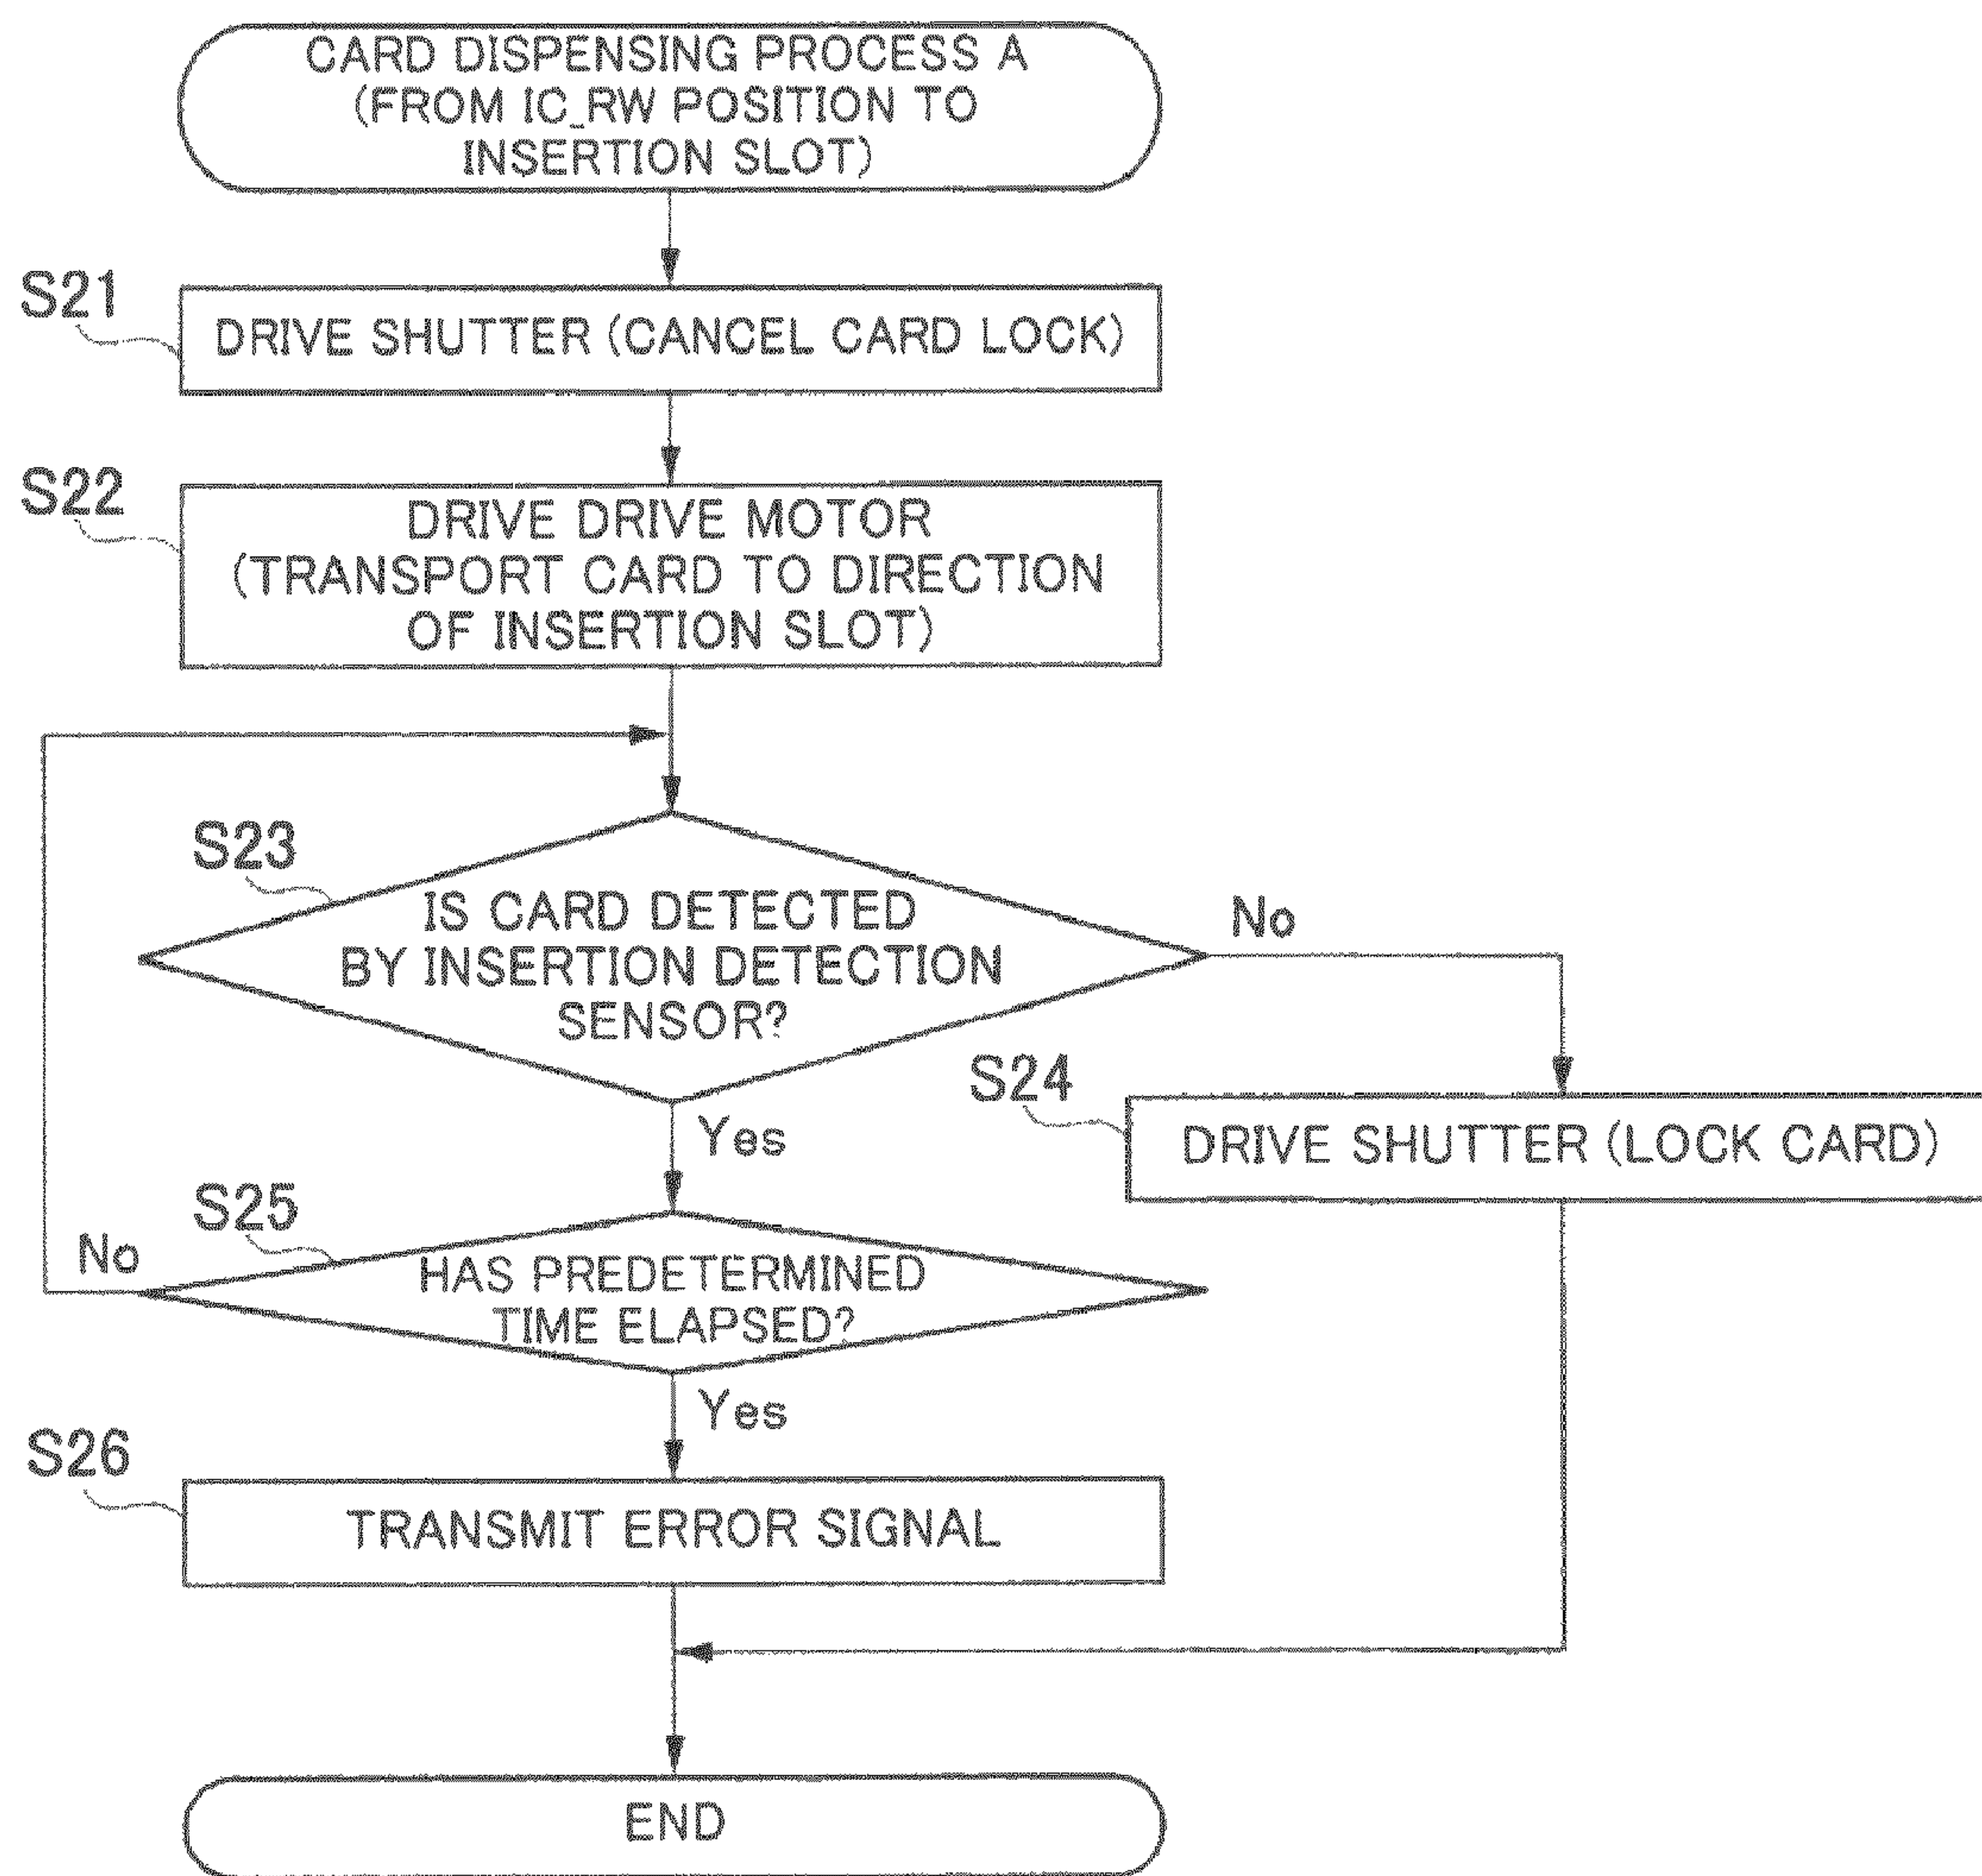 CARD DISPENSING PROCESS A
(FROM IC_RW POSITION TO
INSERTION SLOT)
S21
DRIVE SHUTTER (CANCEL CARD LOCK)
S22
DRIVE DRIVE MOTOR
(TRANSPORT CARD TO DIRECTION
OF INSERTION SLOT)
S23
IS CARD DETECTED
BY INSERTION DETECTION
SENSOR?
No
S24
DRIVE SHUTTER (LOCK CARD)
Yes
S25
No
HAS PREDETERMINED
TIME ELAPSED?
Yes
S26
TRANSMIT ERROR SIGNAL
END